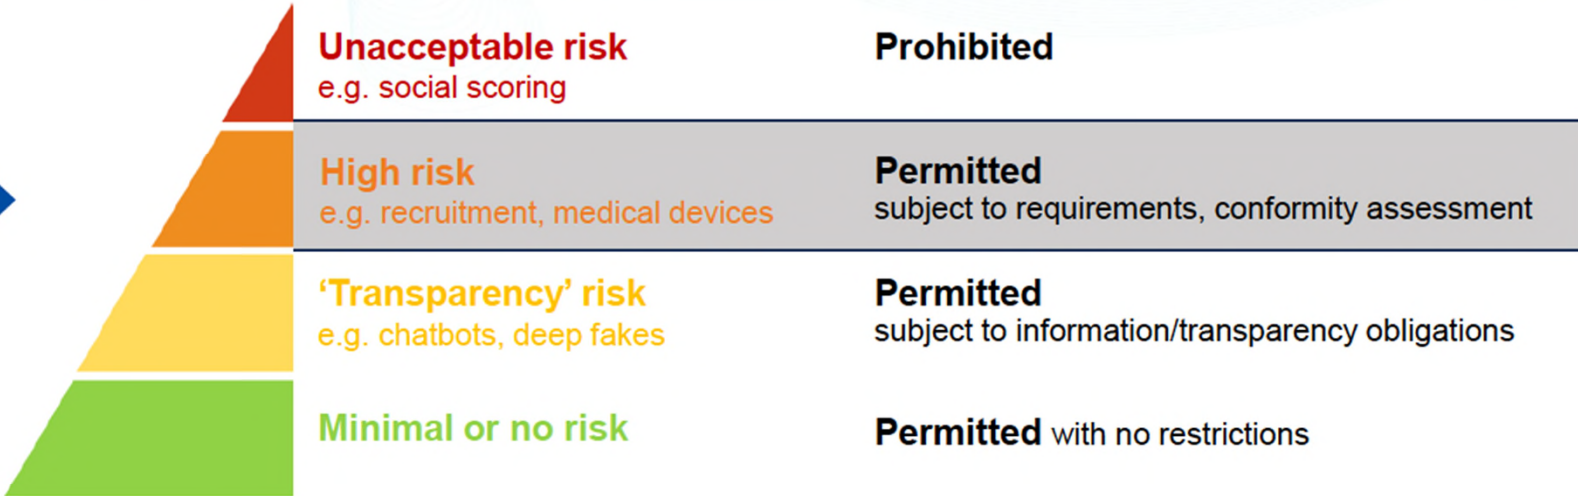 Unacceptable risk
e.g. social scoring
Prohibited
High risk
e.g. recruitment, medical devices
Permitted
subject to requirements, conformity assessment
‘Transparency’ risk
e.g. chatbots, deep fakes
Permitted
subject to information/transparency obligations
Minimal or no risk
Permitted with no restrictions